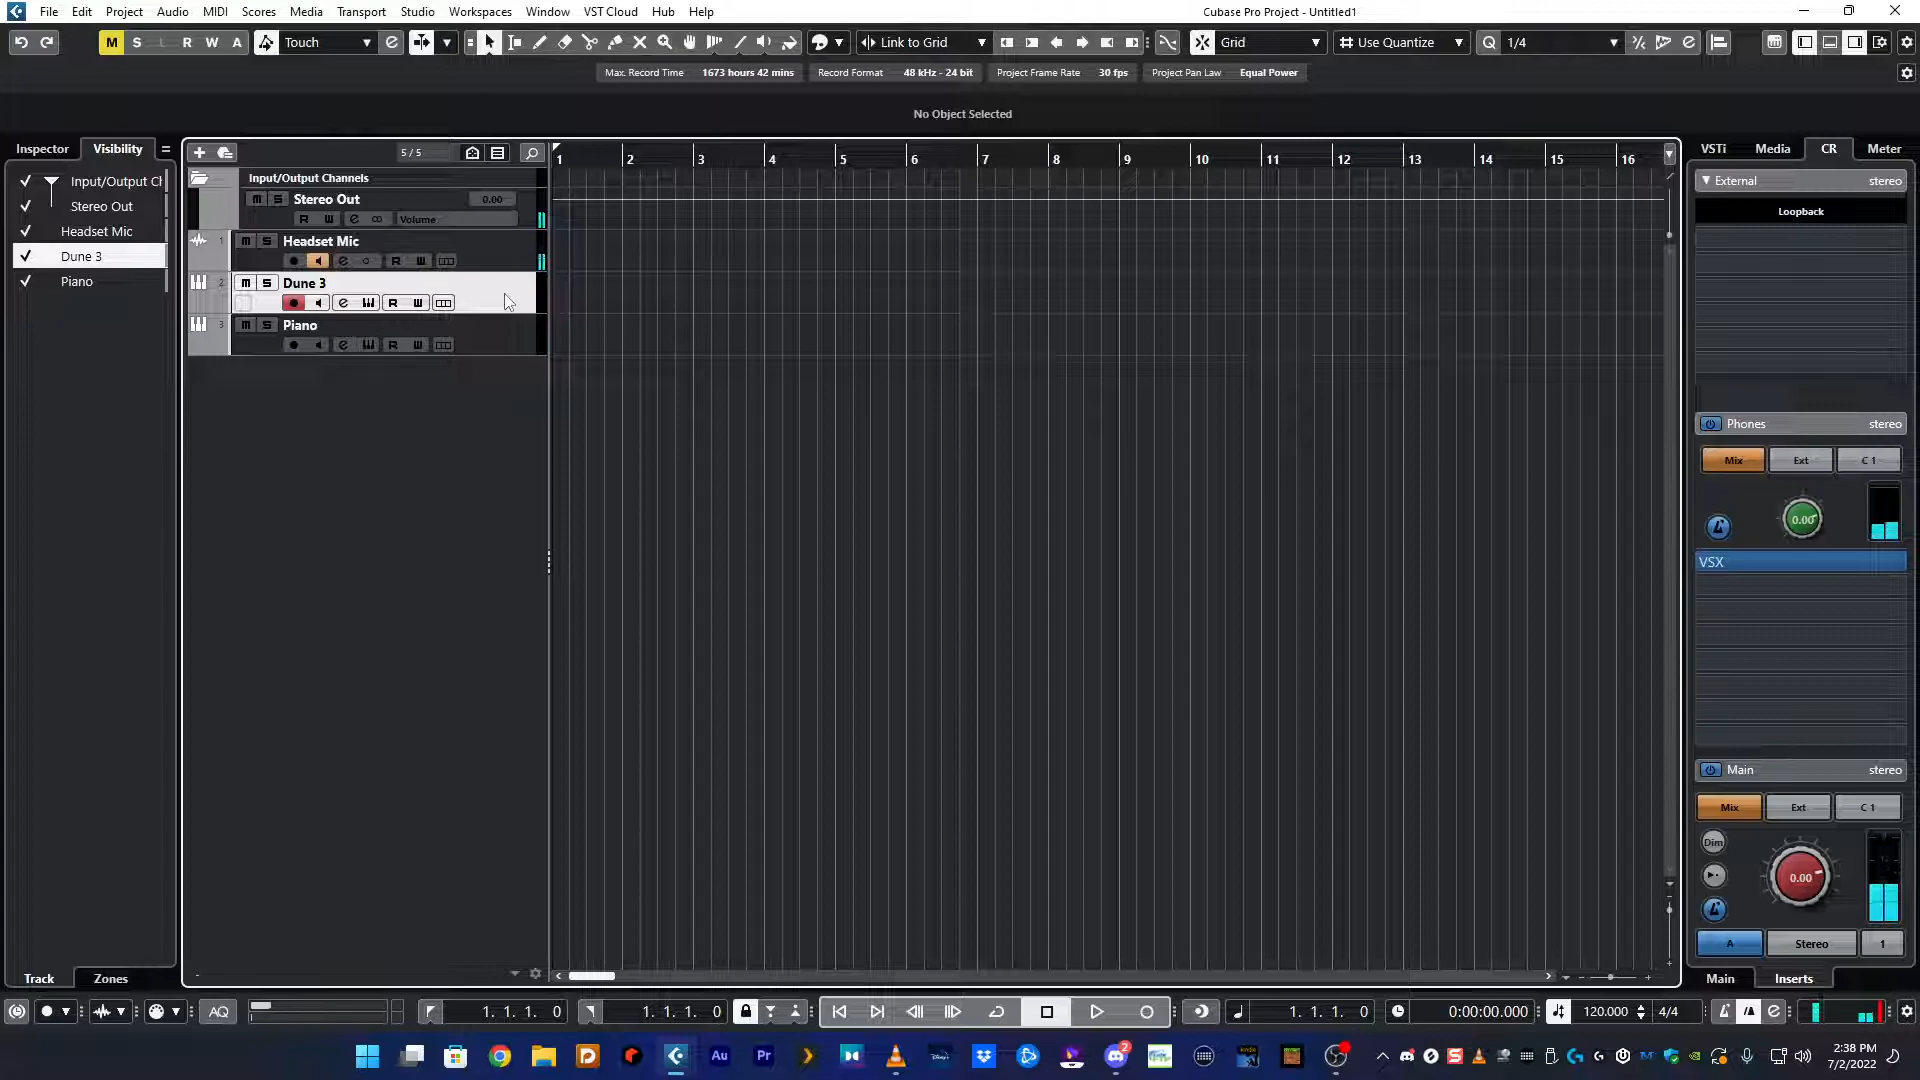 File Edit Project Audio MIDI Scores Media Transport Studio Workspaces Window VST Cloud Hub Help
Cubase Pro Project - Untitled1
M S L R W A Touch Link to Grid Grid Use Quantize Q 1/4
Max. Record Time 1673 hours 42 mins Record Format 48 kHz - 24 bit Project Frame Rate 30 fps Project Pan Law Equal Power
No Object Selected
Inspector Visibility
Input/Output Ch
Stereo Out
Headset Mic
Dune 3
Piano
5 / 5
Input/Output Channels
m S Stereo Out 0.00
R W e Volume
1 m S Headset Mic
e R W
2 m S Dune 3
e R W
3 m S Piano
e R W
1 2 3 4 5 6 7 8 9 10 11 12 13 14 15 16
VSTi Media CR Meter
External stereo
Loopback
Phones stereo
Mix Ext C 1
0.00
VSX
Main stereo
Mix Ext C 1
Dim
0.00
A Stereo 1
Main Inserts
Track Zones
AQ 1. 1. 1. 0 1. 1. 1. 0 1. 1. 1. 0 0:00:00.000 120.000 4/4
Au Pr 2
2:38 PM
7/2/2022